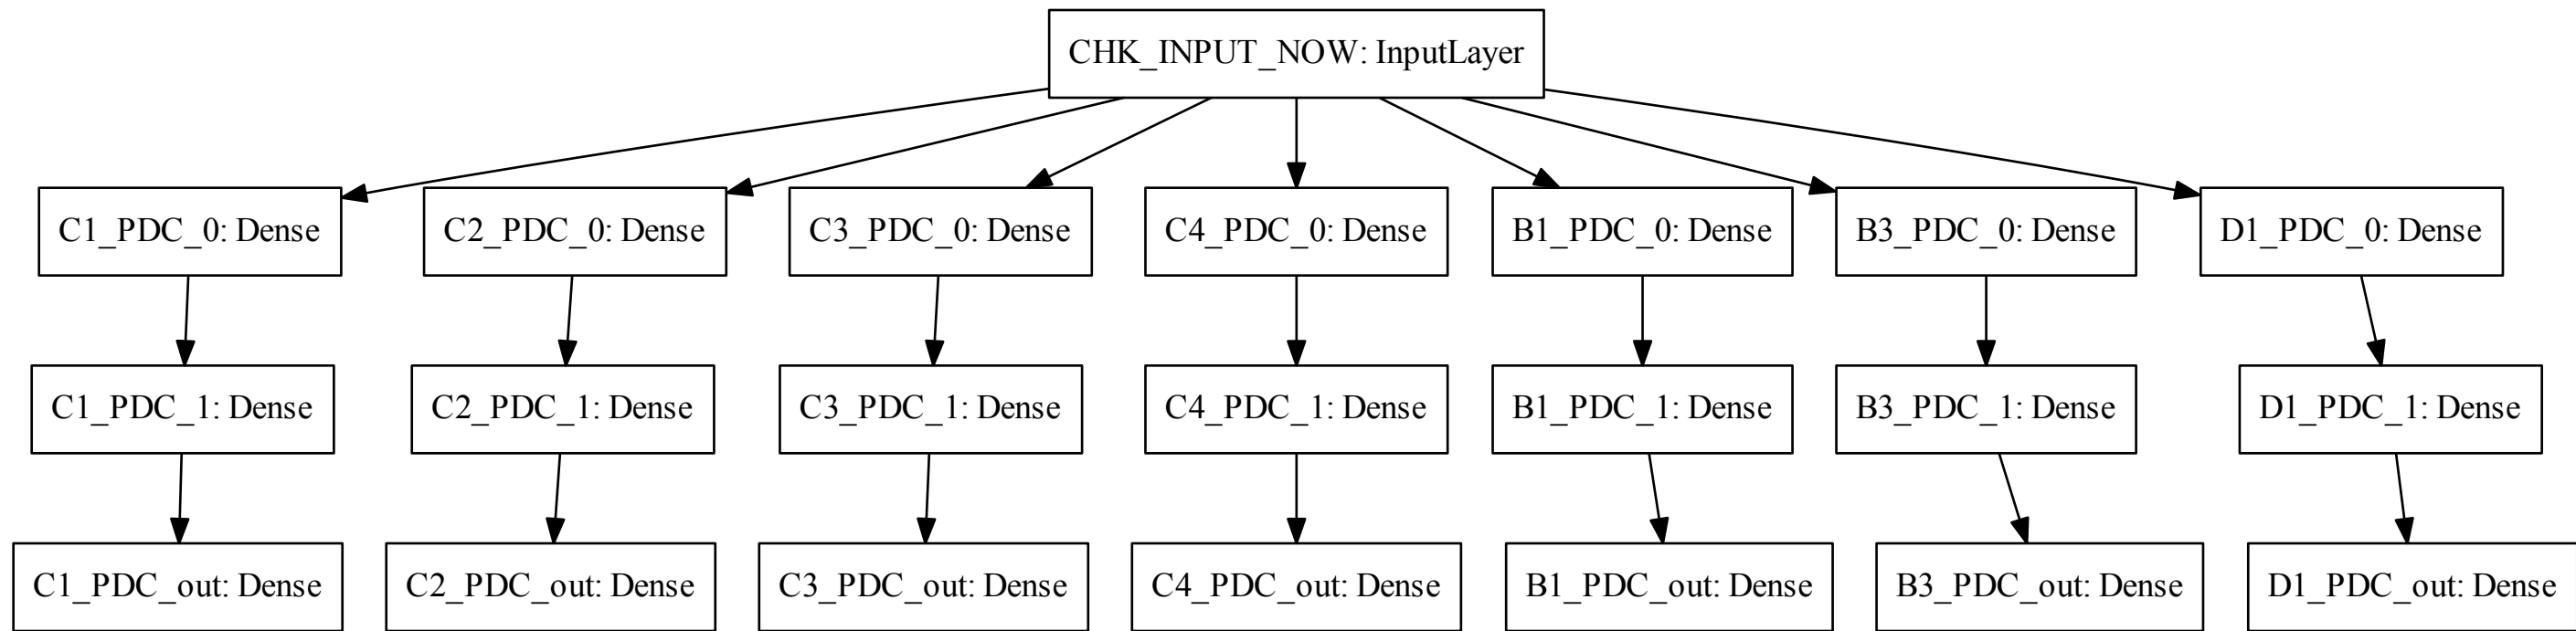 CHK_INPUT_NOW: InputLayer
C1_PDC_0: Dense
C2_PDC_0: Dense
C3_PDC_0: Dense
C4_PDC_0: Dense
B1_PDC_0: Dense
B3_PDC_0: Dense
D1_PDC_0: Dense
C1_PDC_1: Dense
C2_PDC_1: Dense
C3_PDC_1: Dense
C4_PDC_1: Dense
B1_PDC_1: Dense
B3_PDC_1: Dense
D1_PDC_1: Dense
C1_PDC_out: Dense
C2_PDC_out: Dense
C3_PDC_out: Dense
C4_PDC_out: Dense
B1_PDC_out: Dense
B3_PDC_out: Dense
D1_PDC_out: Dense